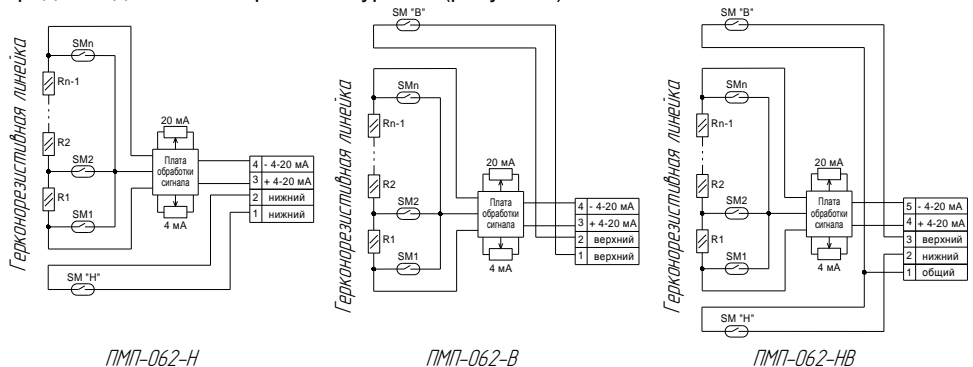 SM "В"
SM "В"
Герконорезистивная линейка
SMn
Rn-1
R2
SM2
R1
SM1
20 мА
Плата
обработки
сигнала
4 мА
4 - 4-20 мА
3 + 4-20 мА
2 нижний
1 нижний
SM "Н"
ПМП-062-Н
Герконорезистивная линейка
SMn
Rn-1
R2
SM2
R1
SM1
20 мА
Плата
обработки
сигнала
4 мА
4 - 4-20 мА
3 + 4-20 мА
2 верхний
1 верхний
ПМП-062-В
Герконорезистивная линейка
SMn
Rn-1
R2
SM2
R1
SM1
20 мА
Плата
обработки
сигнала
4 мА
5 - 4-20 мА
4 + 4-20 мА
3 верхний
2 нижний
1 общий
SM "Н"
ПМП-062-НВ